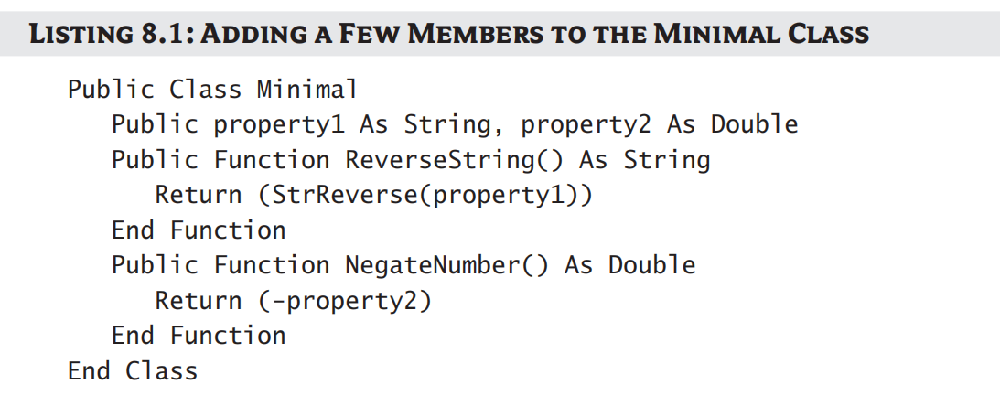 LISTING 8.1: ADDING A FEW MEMBERS TO THE MINIMAL CLASS
Public Class Minimal
Public property1 As String, property2 As Double
Public Function ReverseString() As String
Return (StrReverse(property1))
End Function
Public Function NegateNumber() As Double
Return (-property2)
End Function
End Class